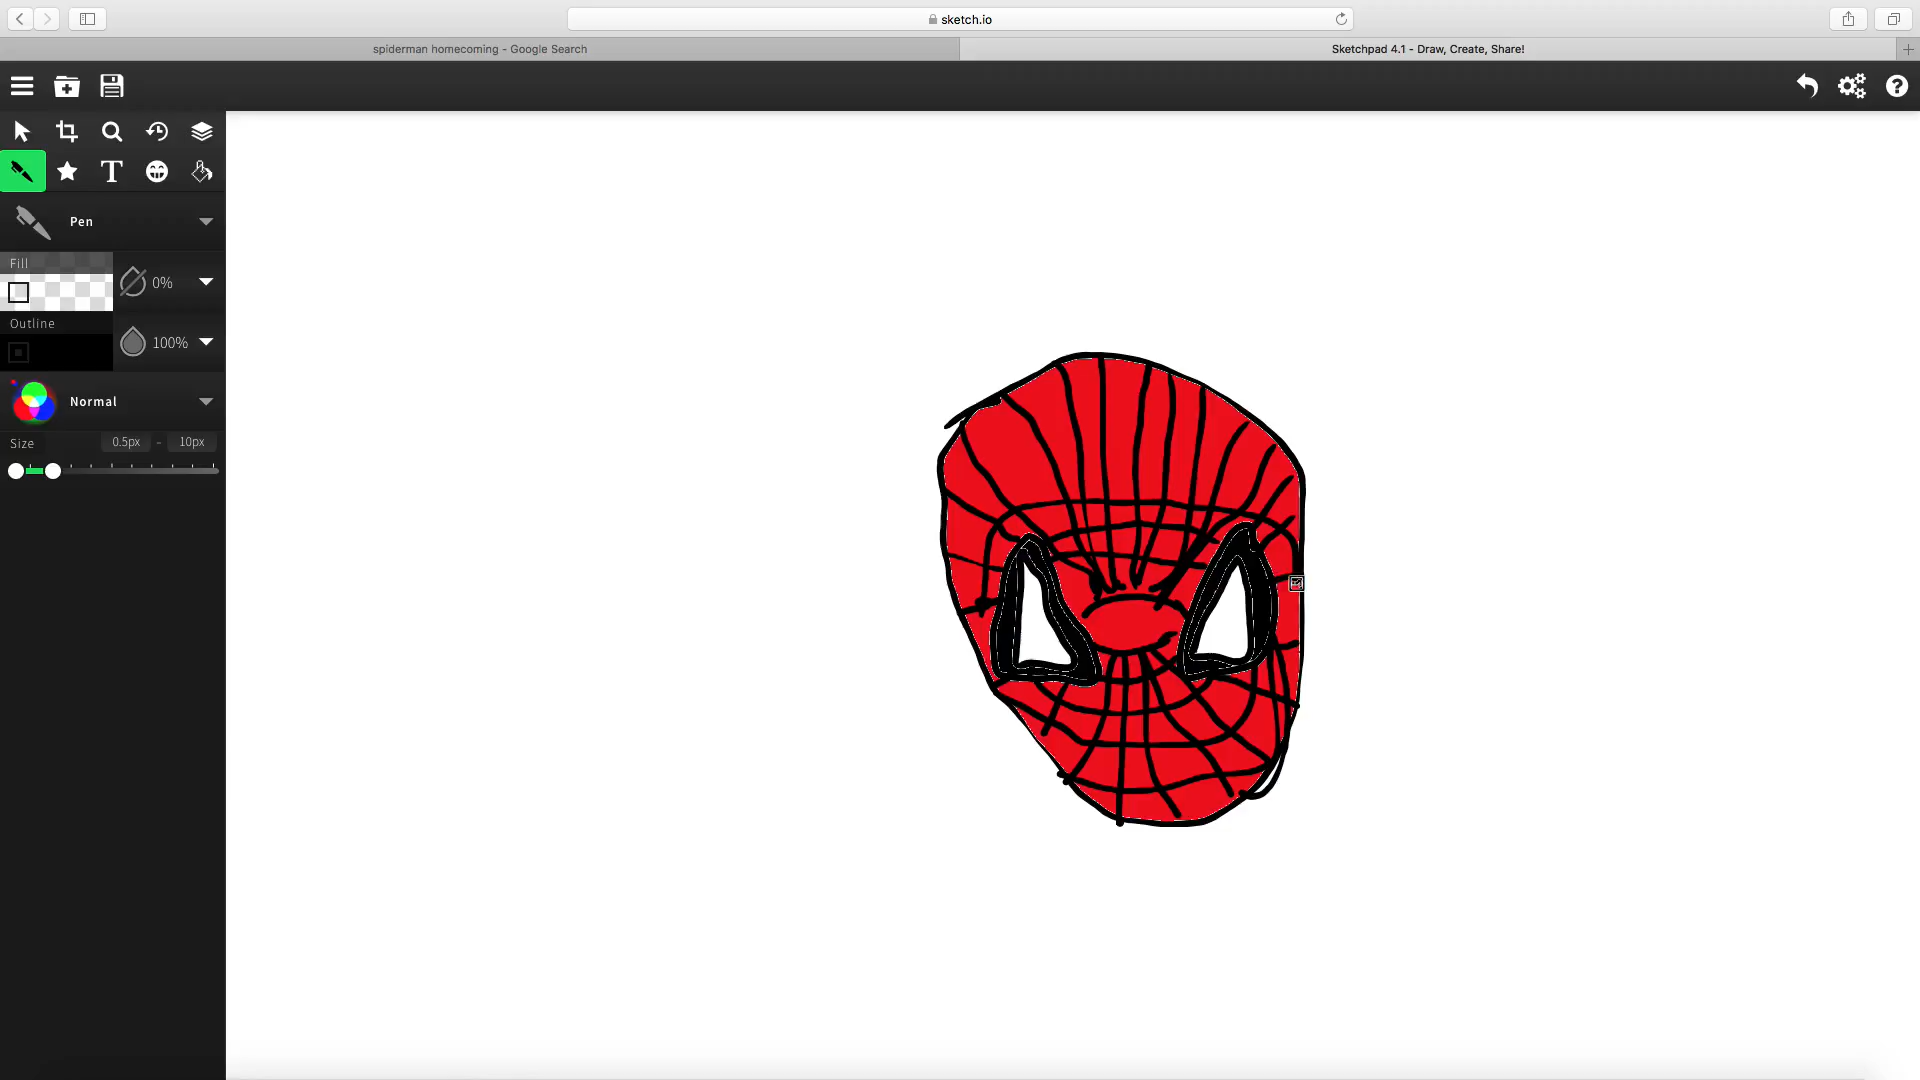 sketch.io
spiderman homecoming - Google Search
Sketchpad 4.1 - Draw, Create, Share!
T
Pen
Fill
0%
Outline
100%
Normal
Size
0.5px - 10px